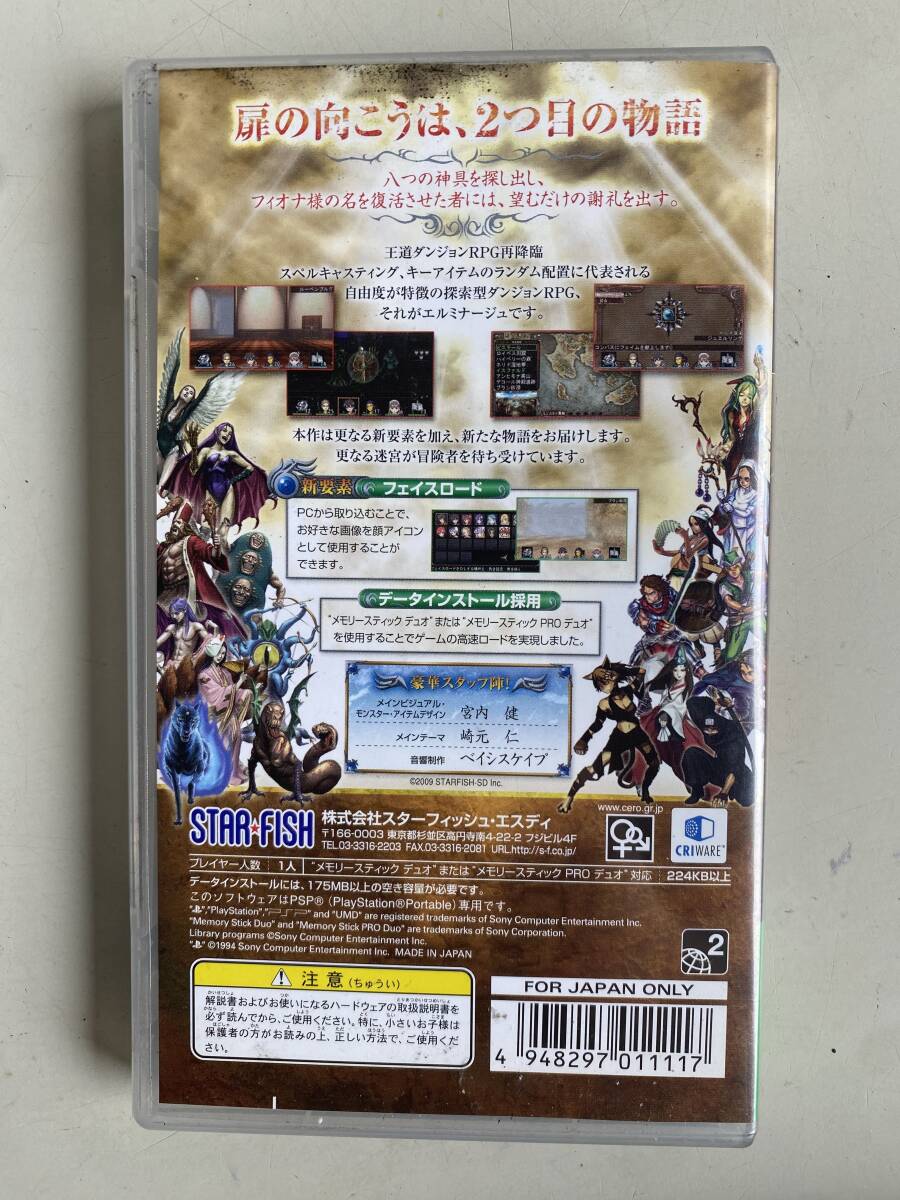 扉の向こうは、2つ目の物語
八つの神具を探し出し、
フィオナ様の名を復活させた者には、望むだけの謝礼を出す。
王道ダンジョンRPG再降臨
スペルキャスティング、キーアイテムのランダム配置に代表される
自由度が特徴の探索型ダンジョンRPG、
それがエルミナージュです。
本作は更なる新要素を加え、新たな物語をお届けします。
更なる迷宮が冒険者を待ち受けています。
新要素 フェイスロード
PCから取り込むことで、
お好きな画像を顔アイコン
として使用することが
できます。
データインストール採用
"メモリースティック デュオ"または"メモリースティック PRO デュオ"
を使用することでゲームの高速ロードを実現しました。
豪華スタッフ陣!
メインビジュアル・
モンスター・アイテムデザイン 宮内 健
メインテーマ 崎元 仁
音響制作 ベイシスケイプ
©2009 STARFISH-SD Inc.
STAR★FISH
株式会社スターフィッシュ・エスディ
〒166-0003 東京都杉並区高円寺南4-22-2 フジビル4F
TEL.03-3316-2203 FAX.03-3316-2081 URL.http://s-f.co.jp/
www.cero.gr.jp
CRIWARE™
プレイヤー人数 1人 "メモリースティック デュオ" または "メモリースティック PRO デュオ" 対応 224KB以上
データインストールには、175MB以上の空き容量が必要です。
このソフトウェアはPSP®(PlayStation®Portable)専用です。
"PlayStation", "PSP" and "UMD" are registered trademarks of Sony Computer Entertainment Inc.
"Memory Stick Duo" and "Memory Stick PRO Duo" are trademarks of Sony Corporation.
Library programs ©Sony Computer Entertainment Inc.
©1994 Sony Computer Entertainment Inc. MADE IN JAPAN
2
注意(ちゅうい)
解説書およびお使いになるハードウェアの取扱説明書を
必ず読んでから、ご使用ください。特に、小さいお子様は
保護者の方がお読みの上、正しい方法で、ご使用くだ
さい。
FOR JAPAN ONLY
4 948297 011117